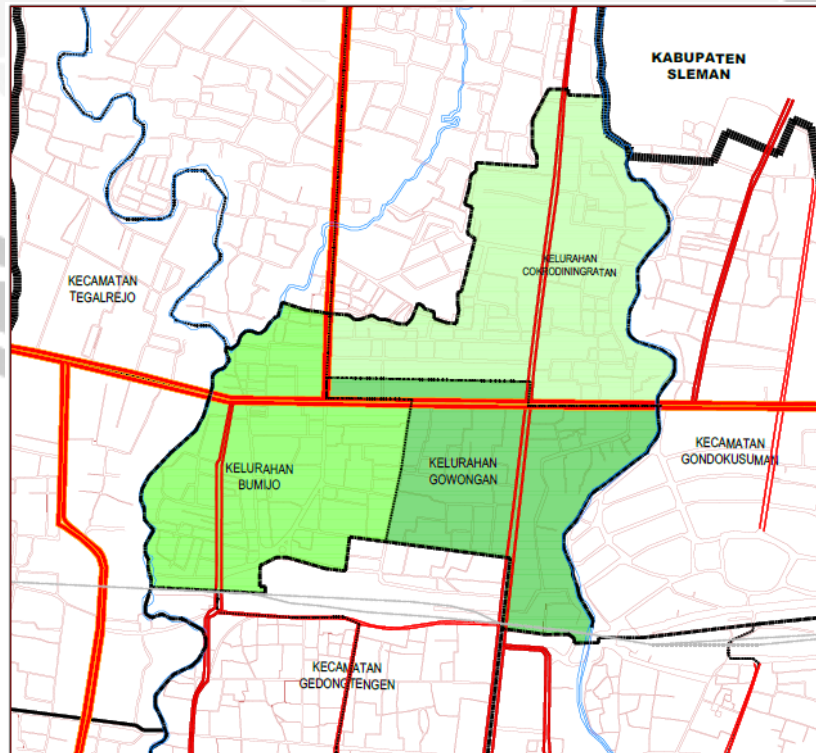 KABUPATEN
SLEMAN
KELURAHAN
COKRODININGRATAN
KECAMATAN
TEGALREJO
KECAMATAN
GONDOKUSUMAN
KELURAHAN
BUMIJO
KELURAHAN
GOWONGAN
KECAMATAN
GEDONGTENGEN